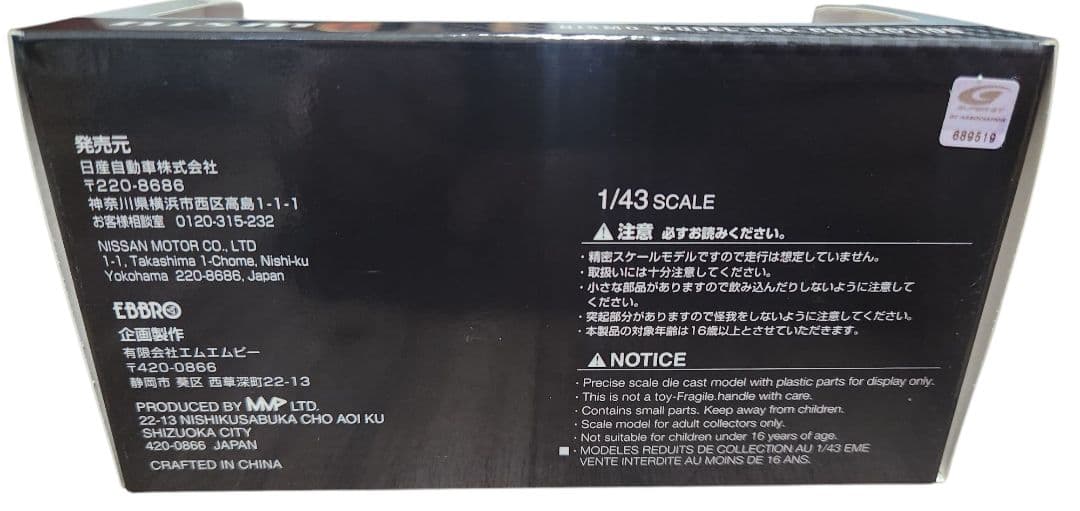 NISMO MODEL CAR COLLECTION
SUPER GT
GT ASSOCIATION
689519
発売元
日産自動車株式会社
〒220-8686
神奈川県横浜市西区高島1-1-1
お客様相談室 0120-315-232
NISSAN MOTOR CO., LTD
1-1, Takashima 1-Chome, Nishi-ku
Yokohama 220-8686, Japan
EBBRO
企画製作
有限会社エムエムピー
〒420-0866
静岡市 葵区 西草深町22-13
PRODUCED BY MMP LTD.
22-13 NISHIKUSABUKA CHO AOI KU
SHIZUOKA CITY
420-0866 JAPAN
CRAFTED IN CHINA
1/43 SCALE
注意 必ずお読みください。
・精密スケールモデルですので走行は想定していません。
・取扱いには十分注意してください。
・小さな部品がありますので飲み込んだりしないように注意して
ください。
・突起部分がありますので怪我をしないように注意してください。
・本製品の対象年齢は16歳以上とさせていただきます。
NOTICE
・Precise scale die cast model with plastic parts for display only.
・This is not a toy-Fragile.handle with care.
・Contains small parts. Keep away from children.
・Scale model for adult collectors only.
・Not suitable for children under 16 years of age.
・MODELES REDUITS DE COLLECTION AU 1/43 EME
VENTE INTERDITE AU MOINS DE 16 ANS.